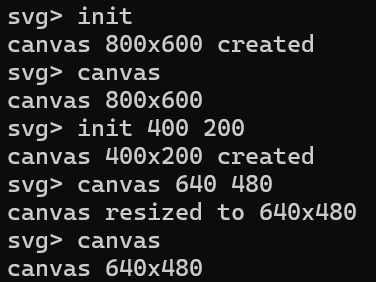 svg> init
canvas 800x600 created
svg> canvas
canvas 800x600
svg> init 400 200
canvas 400x200 created
svg> canvas 640 480
canvas resized to 640x480
svg> canvas
canvas 640x480